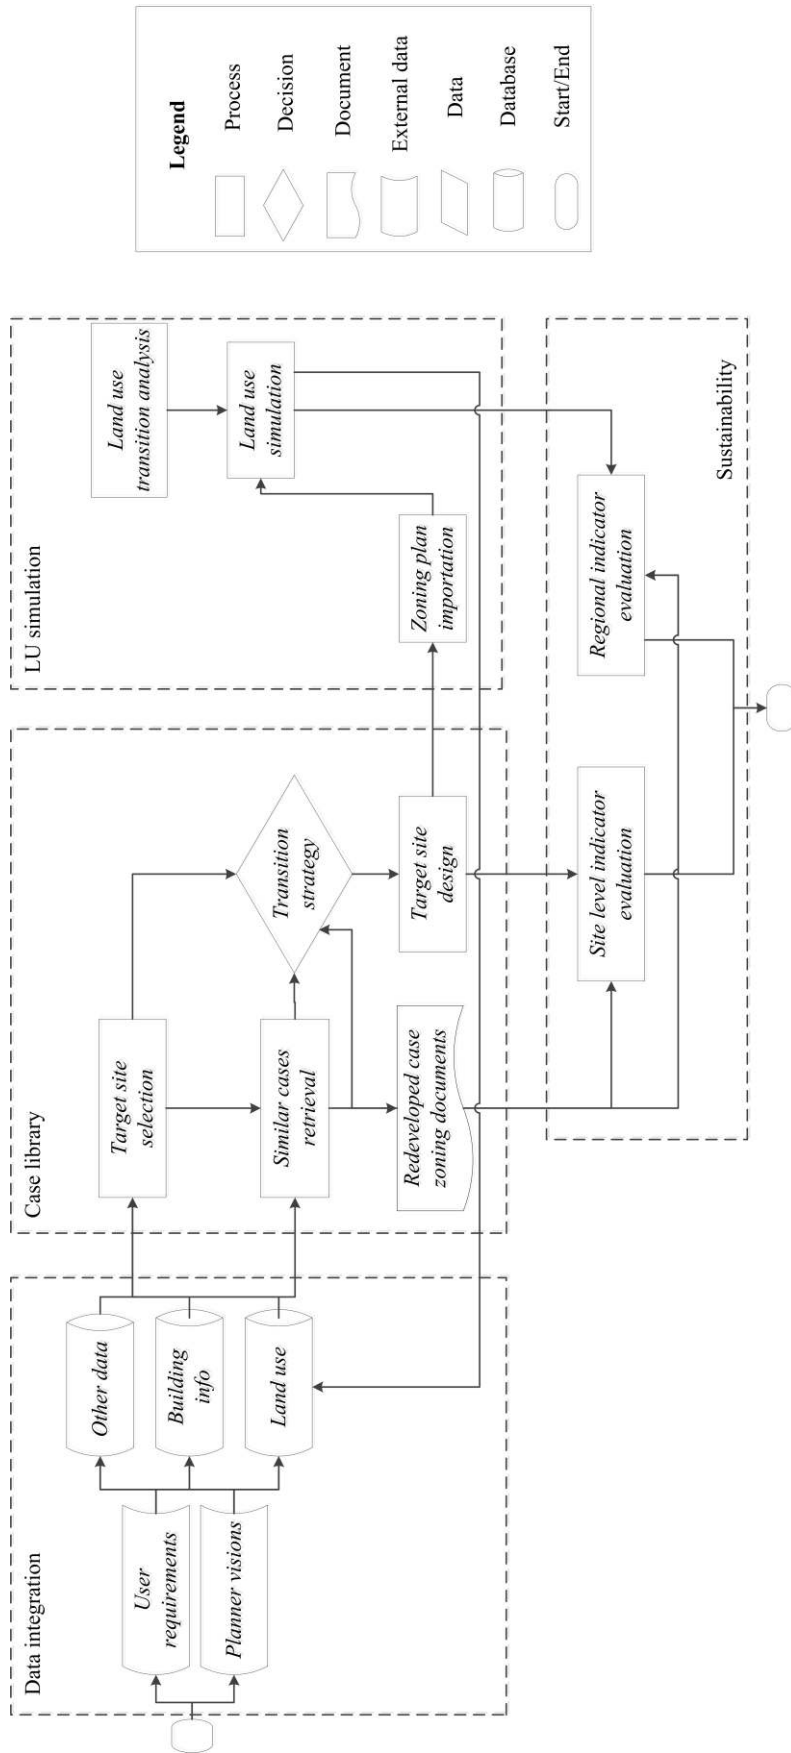 Data integration
User
requirements
Planner visions
Other data
Building
info
Land use
Case library
Target site
selection
Similar cases
retrieval
Redeveloped case
zoning documents
Transition
strategy
Target site
design
LU simulation
Land use
transition analysis
Land use
simulation
Zoning plan
importation
Site level indicator
evaluation
Regional indicator
evaluation
Sustainability
Legend
Process
Decision
Document
External data
Data
Database
Start/End